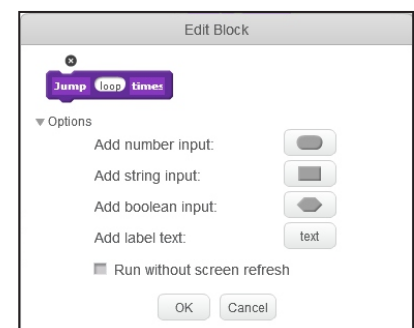 Edit Block
Jump loop times
▼ Options
Add number input:
Add string input:
Add boolean input:
Add label text: text
Run without screen refresh
OK Cancel